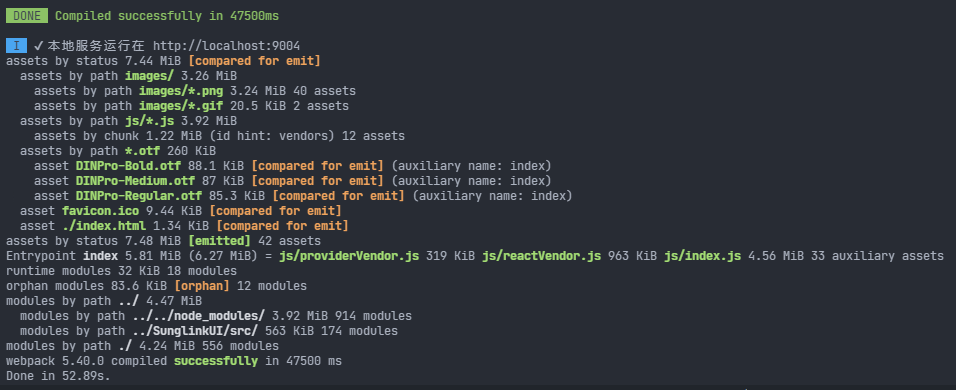 DONE Compiled successfully in 47500ms
I ✔ 本地服务运行在 http://localhost:9004
assets by status 7.44 MiB [compared for emit]
assets by path images/ 3.26 MiB
assets by path images/*.png 3.24 MiB 40 assets
assets by path images/*.gif 20.5 KiB 2 assets
assets by path js/*.js 3.92 MiB
assets by chunk 1.22 MiB (id hint: vendors) 12 assets
assets by path *.otf 260 KiB
asset DINPro-Bold.otf 88.1 KiB [compared for emit] (auxiliary name: index)
asset DINPro-Medium.otf 87 KiB [compared for emit] (auxiliary name: index)
asset DINPro-Regular.otf 85.3 KiB [compared for emit] (auxiliary name: index)
asset favicon.ico 9.44 KiB [compared for emit]
asset ./index.html 1.34 KiB [compared for emit]
assets by status 7.48 MiB [emitted] 42 assets
Entrypoint index 5.81 MiB (6.27 MiB) = js/providerVendor.js 319 KiB js/reactVendor.js 963 KiB js/index.js 4.56 MiB 33 auxiliary assets
runtime modules 32 KiB 18 modules
orphan modules 83.6 KiB [orphan] 12 modules
modules by path ../ 4.47 MiB
modules by path ../../node_modules/ 3.92 MiB 914 modules
modules by path ../SunglinkUI/src/ 563 KiB 174 modules
modules by path ./ 4.24 MiB 556 modules
webpack 5.40.0 compiled successfully in 47500 ms
Done in 52.89s.